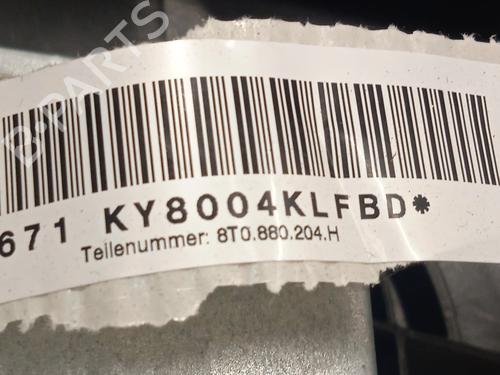 B-PARTS
671 KY8004KLFBD*
Teilenummer: 8T0.880.204.H